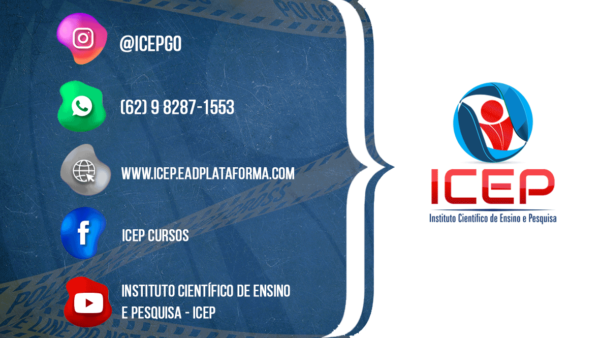 @ICEPGO
(62) 9 8287-1553
WWW.ICEP.EADPLATAFORMA.COM
ICEP CURSOS
INSTITUTO CIENTÍFICO DE ENSINO
E PESQUISA - ICEP
ICEP
Instituto Científico de Ensino e Pesquisa
POLICE